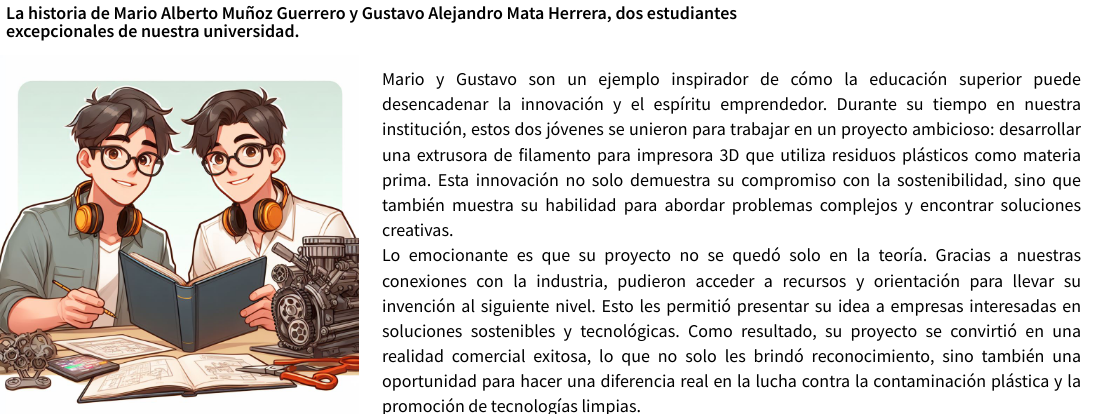 La historia de Mario Alberto Muñoz Guerrero y Gustavo Alejandro Mata Herrera, dos estudiantes
excepcionales de nuestra universidad.
Mario y Gustavo son un ejemplo inspirador de cómo la educación superior puede
desencadenar la innovación y el espíritu emprendedor. Durante su tiempo en nuestra
institución, estos dos jóvenes se unieron para trabajar en un proyecto ambicioso: desarrollar
una extrusora de filamento para impresora 3D que utiliza residuos plásticos como materia
prima. Esta innovación no solo demuestra su compromiso con la sostenibilidad, sino que
también muestra su habilidad para abordar problemas complejos y encontrar soluciones
creativas.
Lo emocionante es que su proyecto no se quedó solo en la teoría. Gracias a nuestras
conexiones con la industria, pudieron acceder a recursos y orientación para llevar su
invención al siguiente nivel. Esto les permitió presentar su idea a empresas interesadas en
soluciones sostenibles y tecnológicas. Como resultado, su proyecto se convirtió en una
realidad comercial exitosa, lo que no solo les brindó reconocimiento, sino también una
oportunidad para hacer una diferencia real en la lucha contra la contaminación plástica y la
promoción de tecnologías limpias.